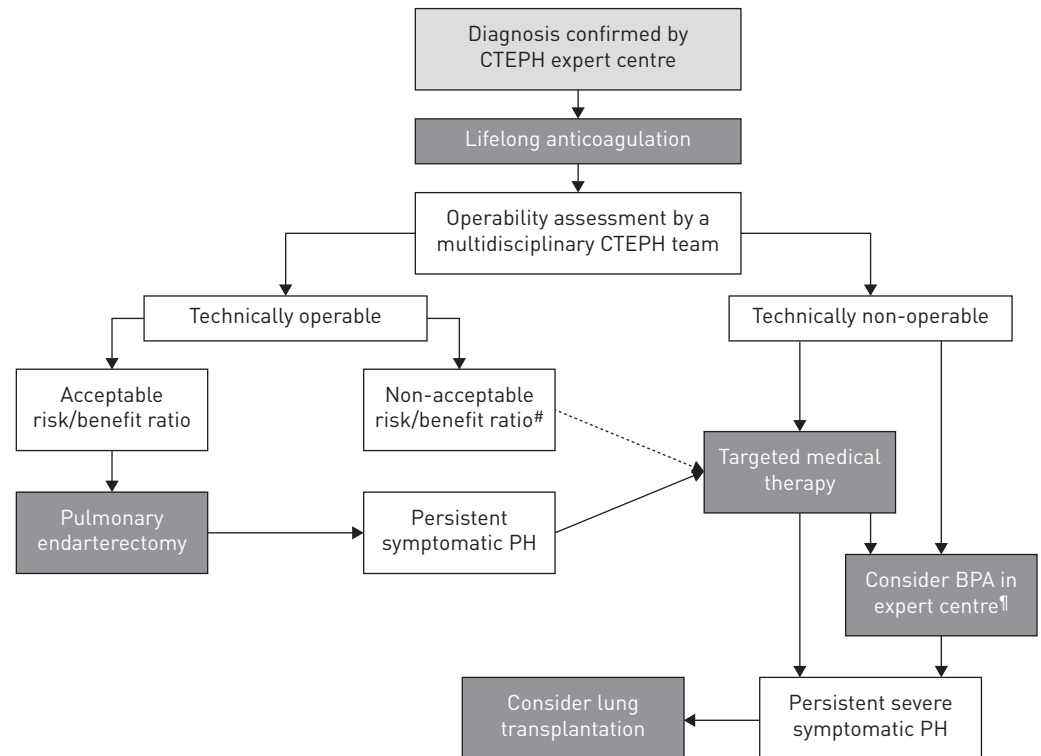 Diagnosis confirmed by
CTEPH expert centre
Lifelong anticoagulation
Operability assessment by a
multidisciplinary CTEPH team
Technically operable
Technically non-operable
Acceptable
risk/benefit ratio
Non-acceptable
risk/benefit ratio#
Targeted medical
therapy
Pulmonary
endarterectomy
Persistent
symptomatic PH
Consider BPA in
expert centre¶
Consider lung
transplantation
Persistent severe
symptomatic PH